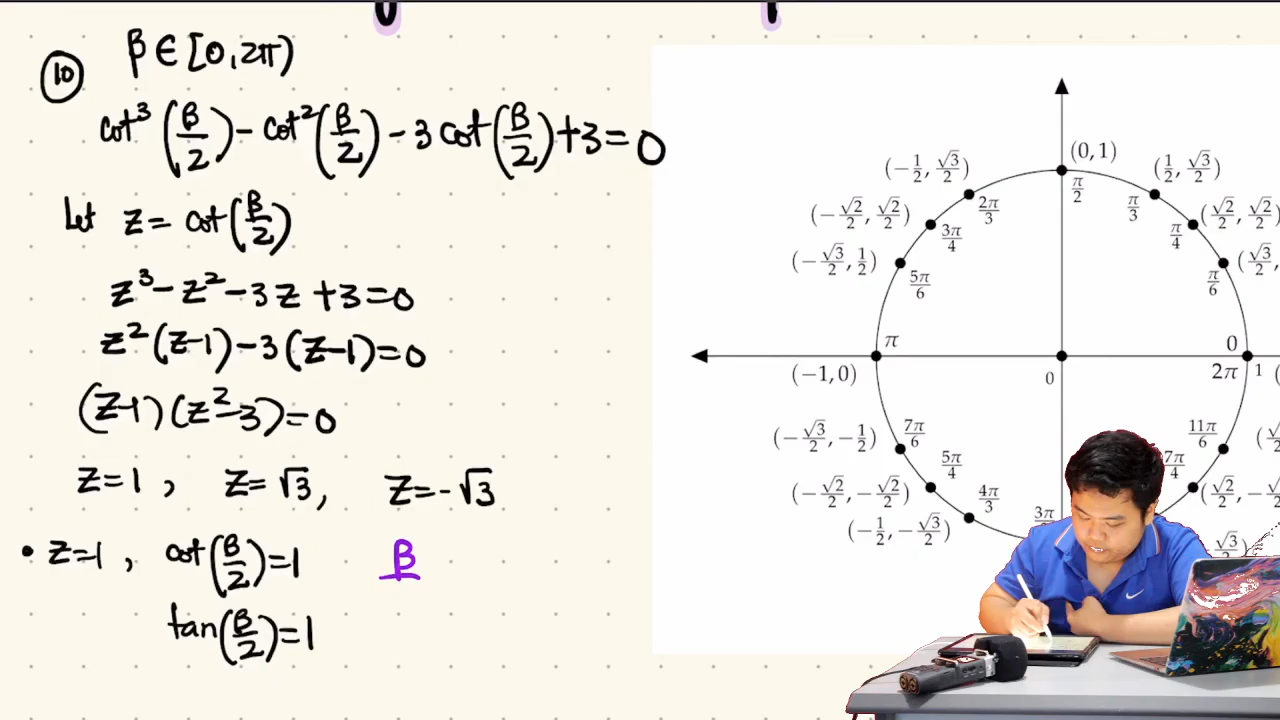 ⑩ β ∈ [0, 2π)
cot³(β/2) − cot²(β/2) − 3 cot(β/2) + 3 = 0
Let z = cot(β/2)
z³ − z² − 3z + 3 = 0
z²(z−1) − 3(z−1) = 0
(z−1)(z²−3) = 0
z = 1, z = √3, z = −√3
• z=1, cot(β/2) = 1
tan(β/2) = 1
β
(0, 1)
π/2
(−1/2, √3/2)
2π/3
(−√2/2, √2/2)
3π/4
(−√3/2, 1/2)
5π/6
(1/2, √3/2)
π/3
(√2/2, √2/2)
π/4
(√3/2,
π/6
π
(−1, 0)
0
0
2π
1
(
(−√3/2, −1/2)
7π/6
(−√2/2, −√2/2)
5π/4
(−1/2, −√3/2)
4π/3
3π
11π/6
7π/4
(√2/2, −